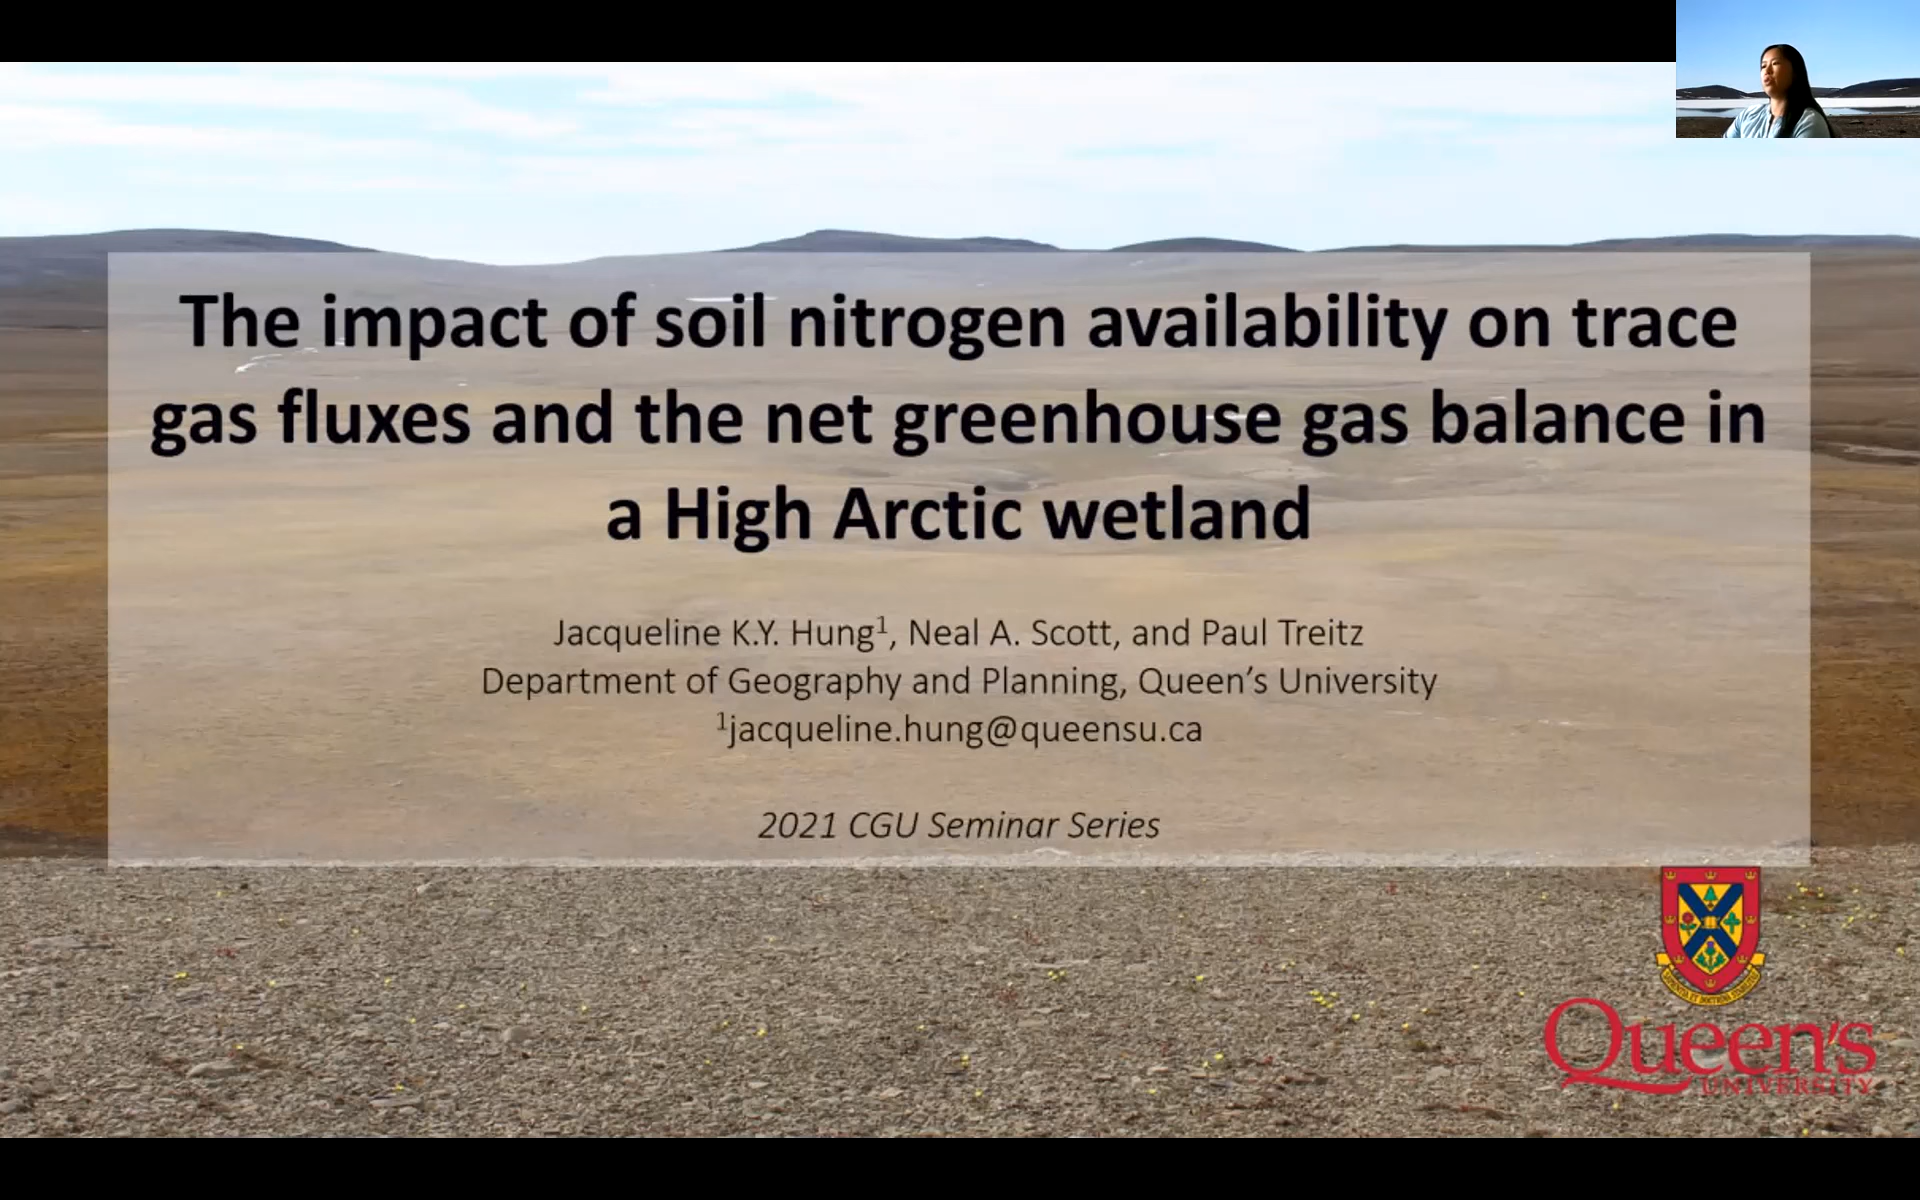 The impact of soil nitrogen availability on trace
gas fluxes and the net greenhouse gas balance in
a High Arctic wetland
Jacqueline K.Y. Hung¹, Neal A. Scott, and Paul Treitz
Department of Geography and Planning, Queen's University
¹jacqueline.hung@queensu.ca
2021 CGU Seminar Series
Queen's
UNIVERSITY